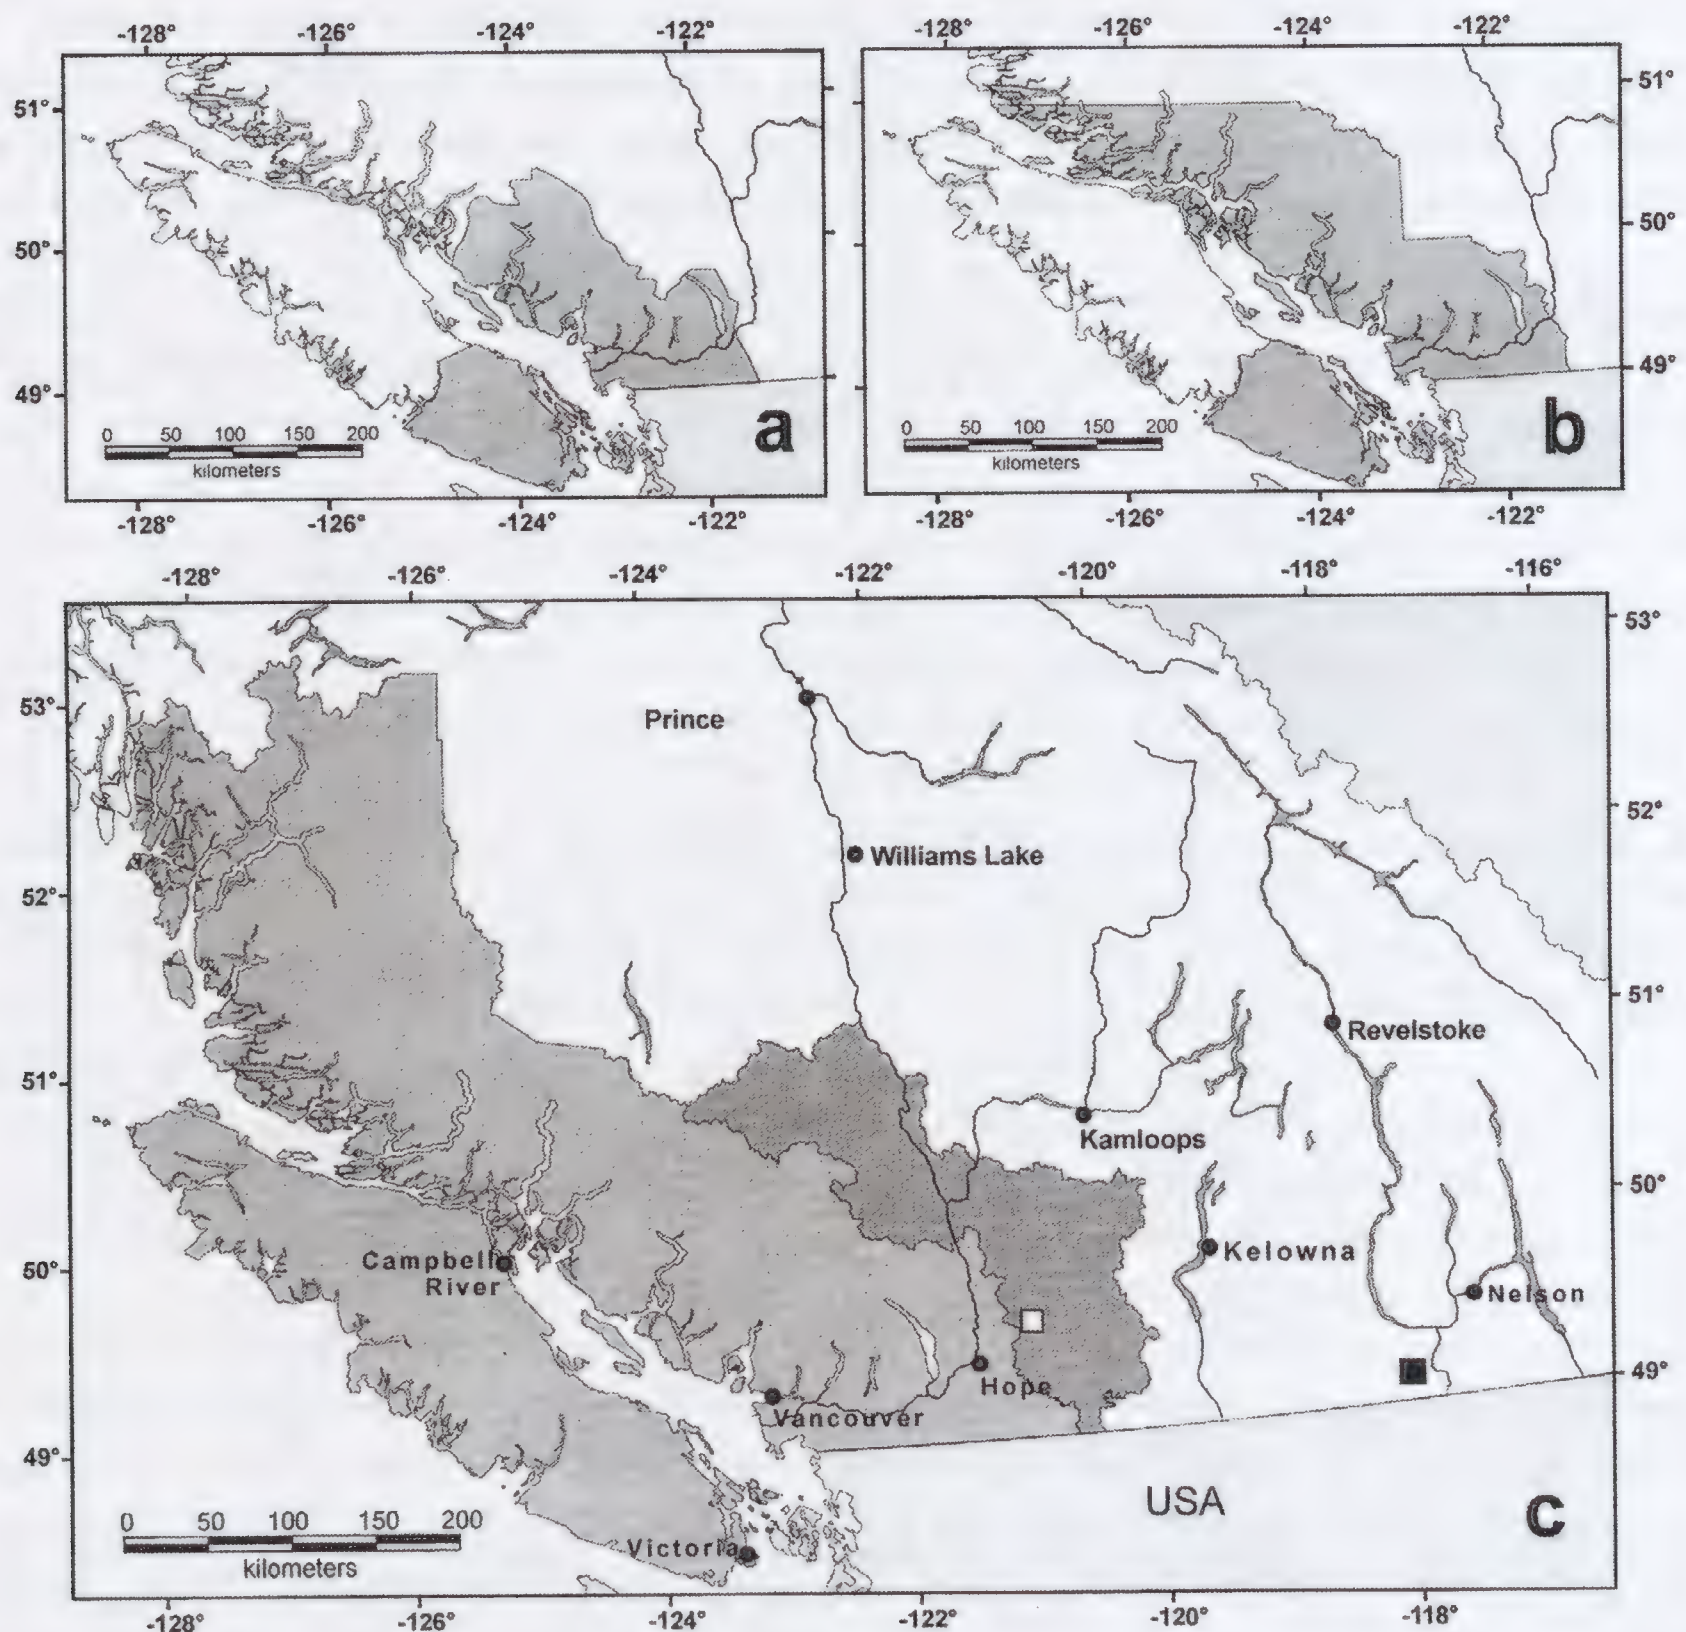 -128° -126° -124° -122°
51°
50°
49°
0 50 100 150 200
kilometers
a
-128° -126° -124° -122°
-128° -126° -124° -122°
51°
50°
49°
0 50 100 150 200
kilometers
b
-128° -126° -124° -122°
-128° -126° -124° -122° -120° -118° -116°
53°
53°
Prince
52°
Williams Lake
52°
51°
Revelstoke
51°
Kamloops
50°
Campbell
River
Kelowna
50°
Nelson
Hope
49°
Vancouver
49°
USA
c
0 50 100 150 200
kilometers
Victoria
-128° -126° -124° -122° -120° -118°